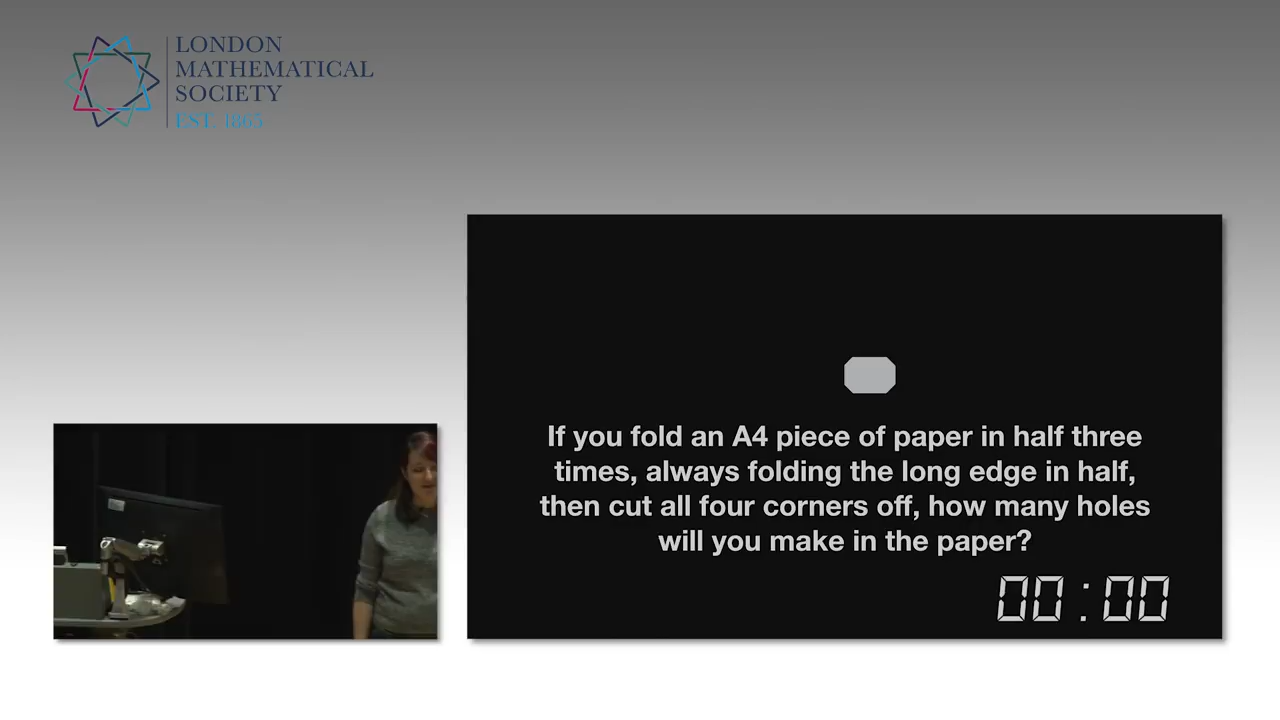 LONDON
MATHEMATICAL
SOCIETY
EST. 1865
If you fold an A4 piece of paper in half three
times, always folding the long edge in half,
then cut all four corners off, how many holes
will you make in the paper?
00:00